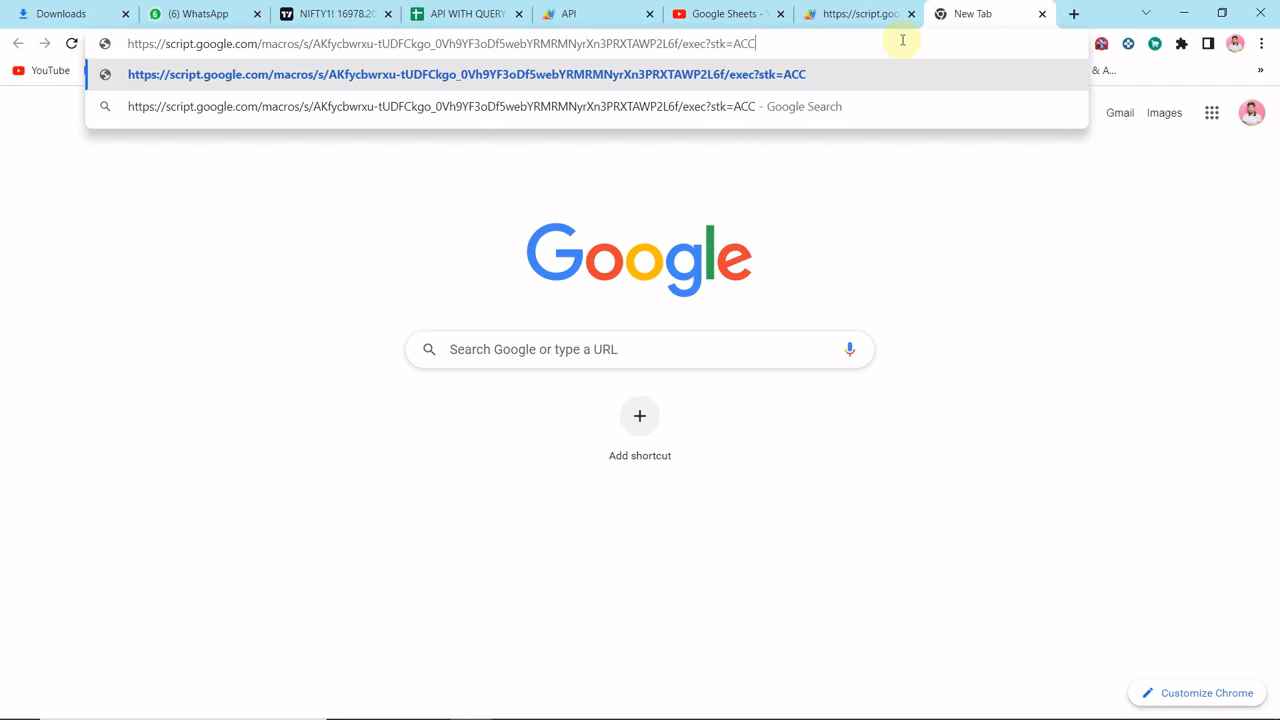 Downloads
(6) WhatsApp
NIFTY1! 16978.20
API WITH QUERY
API
Google Sheets - Y
https://script.goo
New Tab
https://script.google.com/macros/s/AKfycbwrxu-tUDFCkgo_0Vh9YF3oDf5webYRMRMNyrXn3PRXTAWP2L6f/exec?stk=ACC
https://script.google.com/macros/s/AKfycbwrxu-tUDFCkgo_0Vh9YF3oDf5webYRMRMNyrXn3PRXTAWP2L6f/exec?stk=ACC
YouTube
& A...
»
https://script.google.com/macros/s/AKfycbwrxu-tUDFCkgo_0Vh9YF3oDf5webYRMRMNyrXn3PRXTAWP2L6f/exec?stk=ACC - Google Search
Gmail Images
Google
Search Google or type a URL
Add shortcut
Customize Chrome